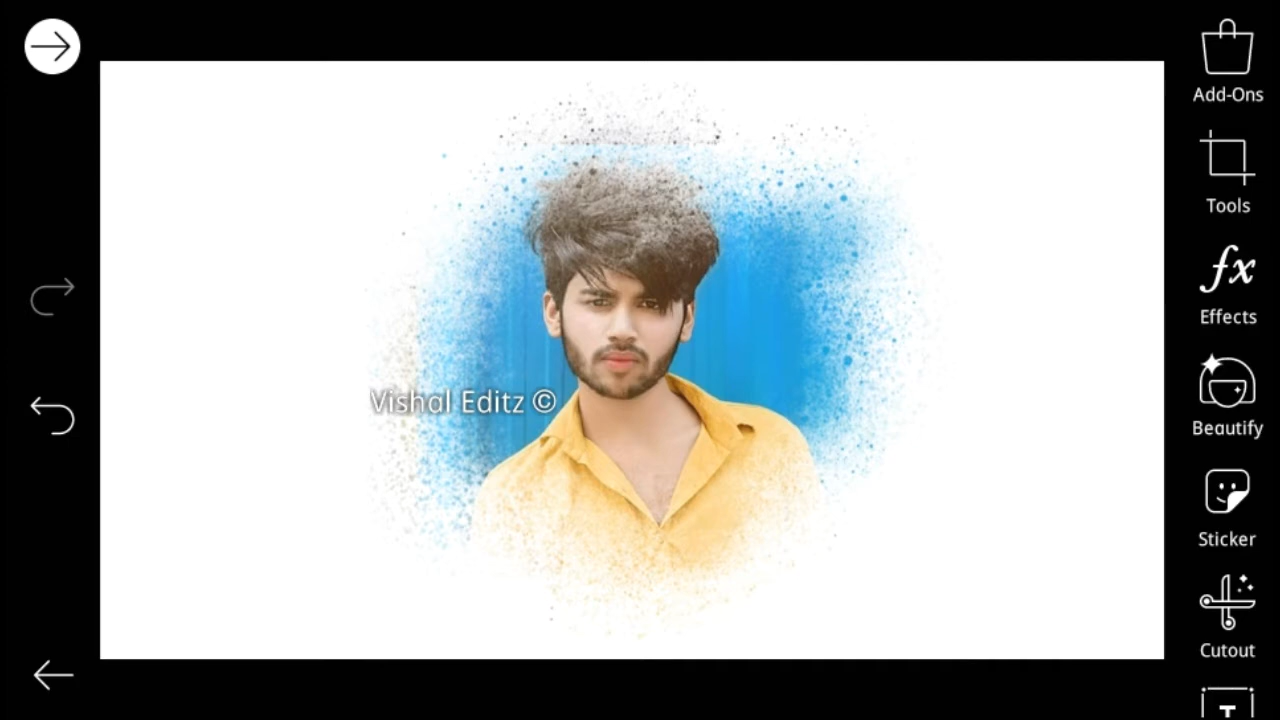 Add-Ons
Tools
fx
Effects
Beautify
Vishal Editz ©
Sticker
Cutout
T